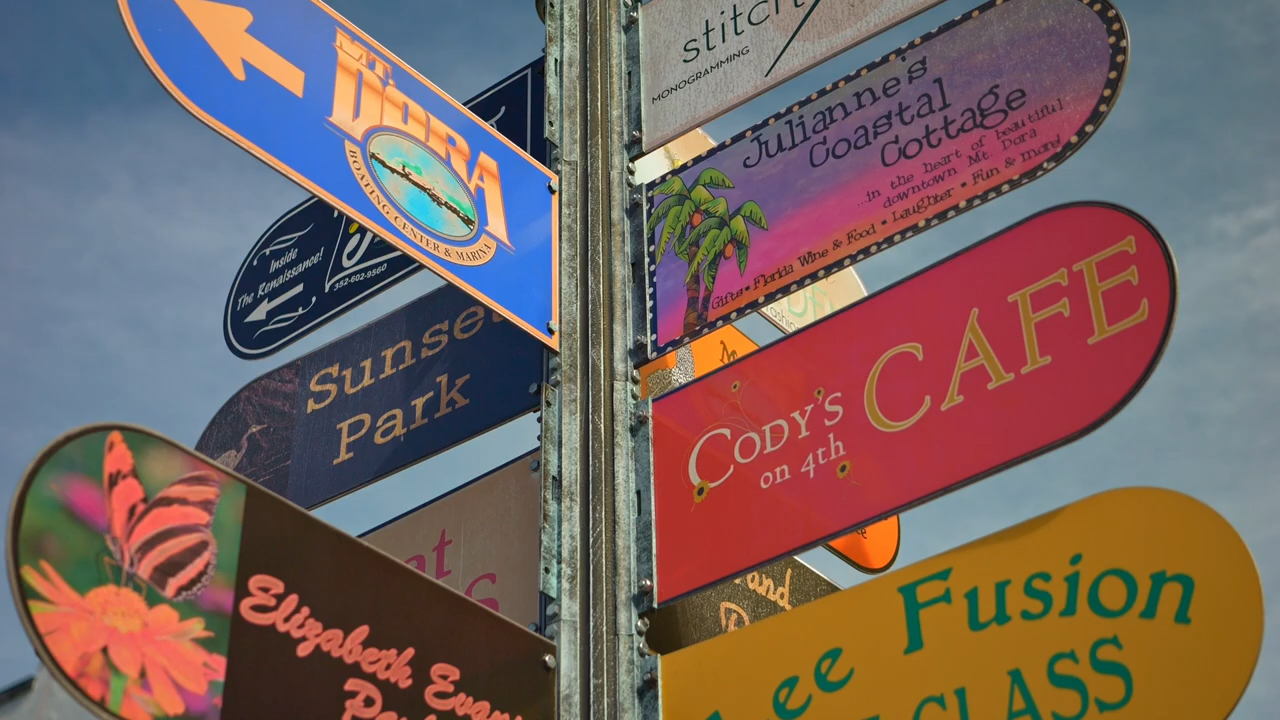 MT.
DORA
BOATING CENTER & MARINA
Inside
The Renaissance!
352-602-9560
Sunset
Park
Elizabeth Evans
MONOGRAMMING
Julianne's
Coastal
Cottage
...in the heart of beautiful
downtown Mt. Dora
Gifts • Florida Wine & Food • Laughter • Fun & more!
CODY'S
on 4th
CAFE
and
Fusion